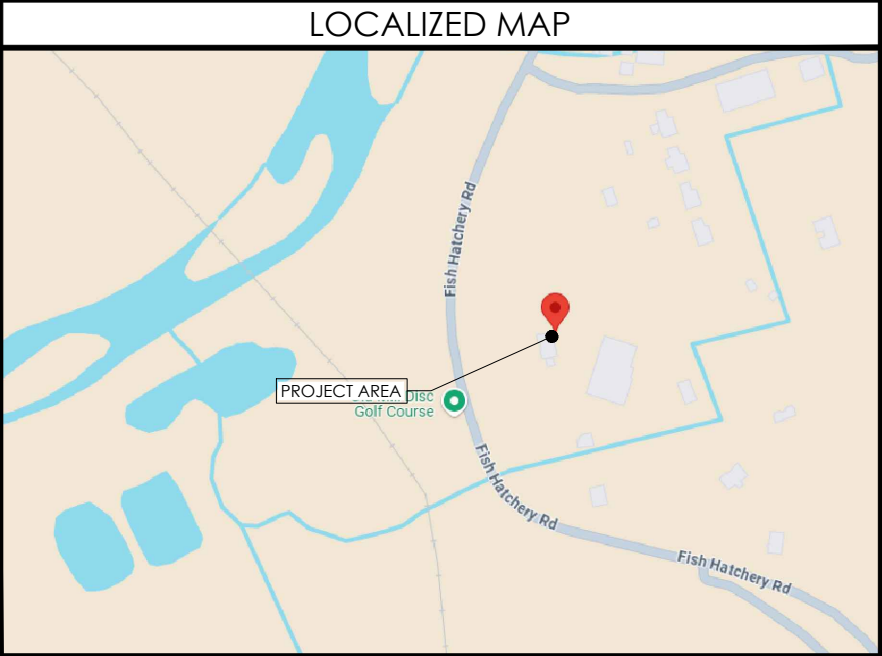 LOCALIZED MAP
Fish Hatchery Rd
PROJECT AREA
Disc
Golf Course
Fish Hatchery Rd
Fish Hatchery Rd